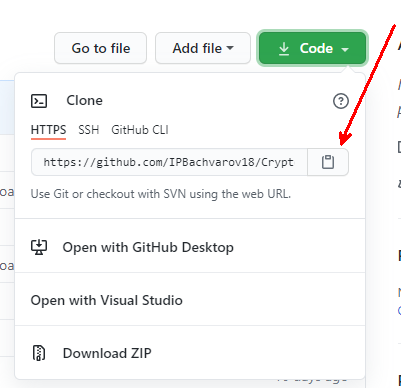 Go to file
Add file
Code
Clone
HTTPS SSH GitHub CLI
https://github.com/IPBachvarov18/Crypt
Use Git or checkout with SVN using the web URL.
Open with GitHub Desktop
Open with Visual Studio
Download ZIP